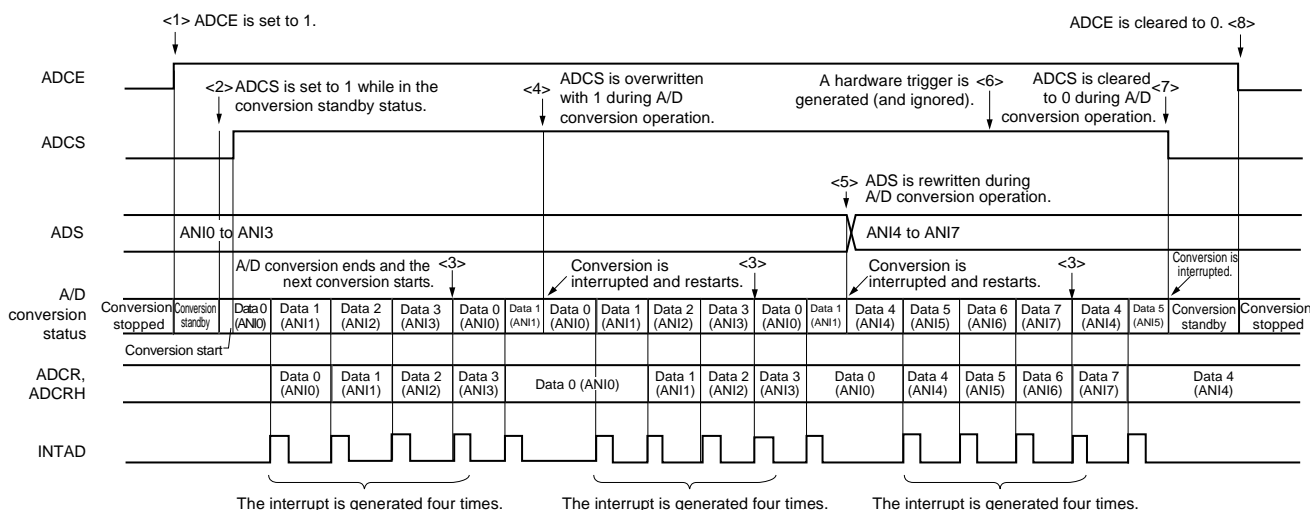 <1> ADCE is set to 1.
ADCE is cleared to 0. <8>
ADCE
<2> ADCS is set to 1 while in the
conversion standby status.
<4> ADCS is overwritten
with 1 during A/D
conversion operation.
A hardware trigger is <6>
generated (and ignored).
ADCS is cleared <7>
to 0 during A/D
conversion operation.
ADCS
<5> ADS is rewritten during
A/D conversion operation.
ADS
ANI0 to ANI3
ANI4 to ANI7
A/D conversion ends and the <3>
next conversion starts.
Conversion is
interrupted and restarts.
<3>
Conversion is
interrupted and restarts.
<3>
Conversion is
interrupted.
A/D
conversion
status
Conversion
stopped
Conversion
standby
Data 0
(ANI0)
Data 1
(ANI1)
Data 2
(ANI2)
Data 3
(ANI3)
Data 0
(ANI0)
Data 1
(ANI1)
Data 0
(ANI0)
Data 1
(ANI1)
Data 2
(ANI2)
Data 3
(ANI3)
Data 0
(ANI0)
Data 1
(ANI1)
Data 4
(ANI4)
Data 5
(ANI5)
Data 6
(ANI6)
Data 7
(ANI7)
Data 4
(ANI4)
Data 5
(ANI5)
Conversion
standby
Conversion
stopped
Conversion start
ADCR,
ADCRH
Data 0
(ANI0)
Data 1
(ANI1)
Data 2
(ANI2)
Data 3
(ANI3)
Data 0 (ANI0)
Data 1
(ANI1)
Data 2
(ANI2)
Data 3
(ANI3)
Data 0
(ANI0)
Data 4
(ANI4)
Data 5
(ANI5)
Data 6
(ANI6)
Data 7
(ANI7)
Data 4
(ANI4)
INTAD
The interrupt is generated four times.
The interrupt is generated four times.
The interrupt is generated four times.